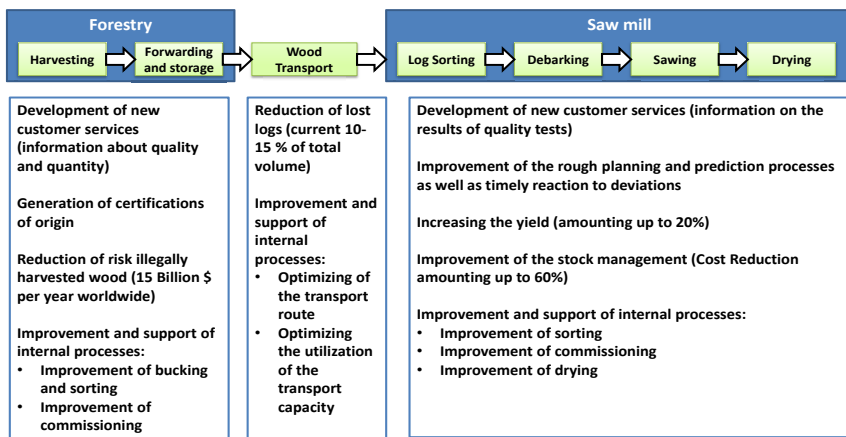 Forestry
Saw mill
Harvesting
Forwarding
and storage
Wood
Transport
Log Sorting
Debarking
Sawing
Drying
Development of new
customer services
(information about quality
and quantity)
Generation of certifications
of origin
Reduction of risk illegally
harvested wood (15 Billion $
per year worldwide)
Improvement and support of
internal processes:
• Improvement of bucking
and sorting
• Improvement of
commissioning
Reduction of lost
logs (current 10-
15 % of total
volume)
Improvement and
support of
internal
processes:
• Optimizing of
the transport
route
• Optimizing
the utilization
of the
transport
capacity
Development of new customer services (information on the
results of quality tests)
Improvement of the rough planning and prediction processes
as well as timely reaction to deviations
Increasing the yield (amounting up to 20%)
Improvement of the stock management (Cost Reduction
amounting up to 60%)
Improvement and support of internal processes:
• Improvement of sorting
• Improvement of commissioning
• Improvement of drying